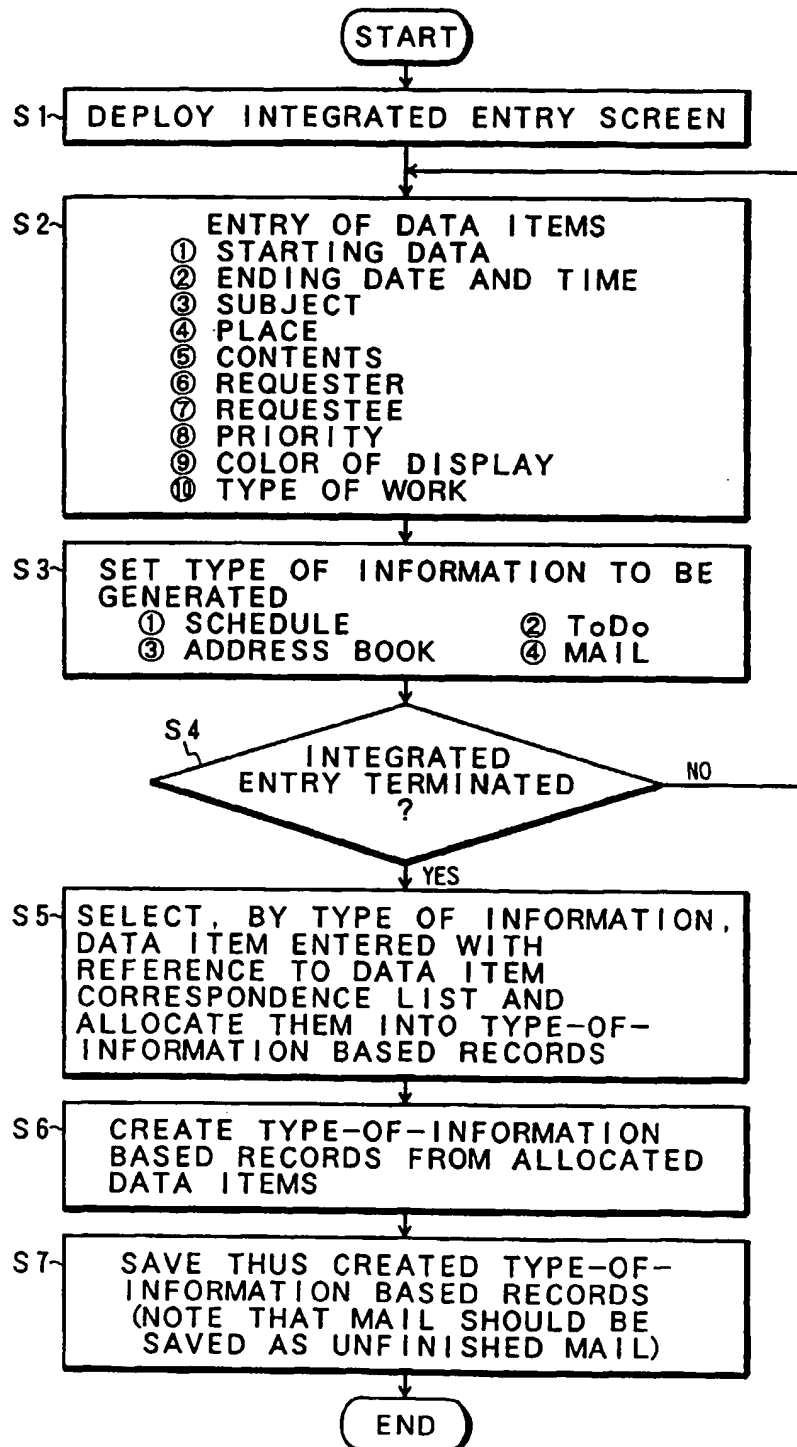 START
S1 DEPLOY INTEGRATED ENTRY SCREEN
S2 ENTRY OF DATA ITEMS
① STARTING DATA
② ENDING DATE AND TIME
③ SUBJECT
④ PLACE
⑤ CONTENTS
⑥ REQUESTER
⑦ REQUESTEE
⑧ PRIORITY
⑨ COLOR OF DISPLAY
⑩ TYPE OF WORK
S3 SET TYPE OF INFORMATION TO BE
GENERATED
① SCHEDULE ② ToDo
③ ADDRESS BOOK ④ MAIL
S4
INTEGRATED
ENTRY TERMINATED
?
NO
YES
S5 SELECT, BY TYPE OF INFORMATION,
DATA ITEM ENTERED WITH
REFERENCE TO DATA ITEM
CORRESPONDENCE LIST AND
ALLOCATE THEM INTO TYPE-OF-
INFORMATION BASED RECORDS
S6 CREATE TYPE-OF-INFORMATION
BASED RECORDS FROM ALLOCATED
DATA ITEMS
S7 SAVE THUS CREATED TYPE-OF-
INFORMATION BASED RECORDS
(NOTE THAT MAIL SHOULD BE
SAVED AS UNFINISHED MAIL)
END